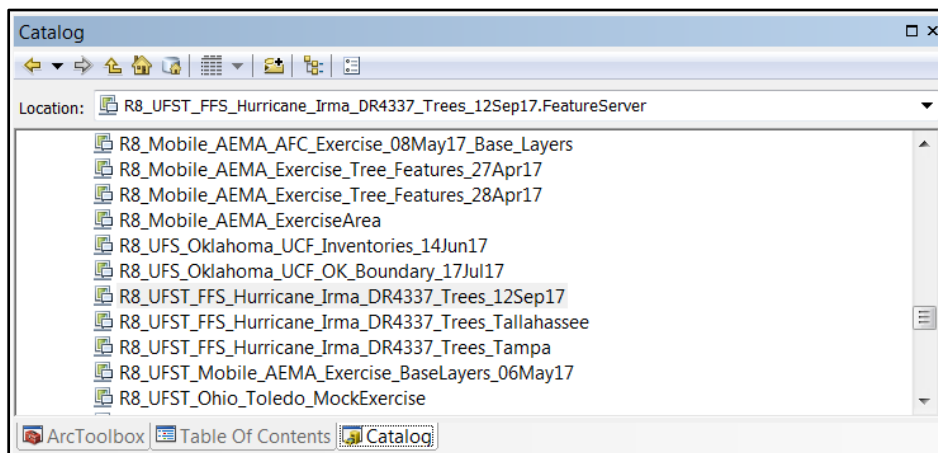 Catalog
Location: R8_UFST_FFS_Hurricane_Irma_DR4337_Trees_12Sep17.FeatureServer
R8_Mobile_AEMA_AFC_Exercise_08May17_Base_Layers
R8_Mobile_AEMA_Exercise_Tree_Features_27Apr17
R8_Mobile_AEMA_Exercise_Tree_Features_28Apr17
R8_Mobile_AEMA_ExerciseArea
R8_UFS_Oklahoma_UCF_Inventories_14Jun17
R8_UFS_Oklahoma_UCF_OK_Boundary_17Jul17
R8_UFST_FFS_Hurricane_Irma_DR4337_Trees_12Sep17
R8_UFST_FFS_Hurricane_Irma_DR4337_Trees_Tallahassee
R8_UFST_FFS_Hurricane_Irma_DR4337_Trees_Tampa
R8_UFST_Mobile_AEMA_Exercise_BaseLayers_06May17
R8_UFST_Ohio_Toledo_MockExercise
ArcToolbox Table Of Contents Catalog